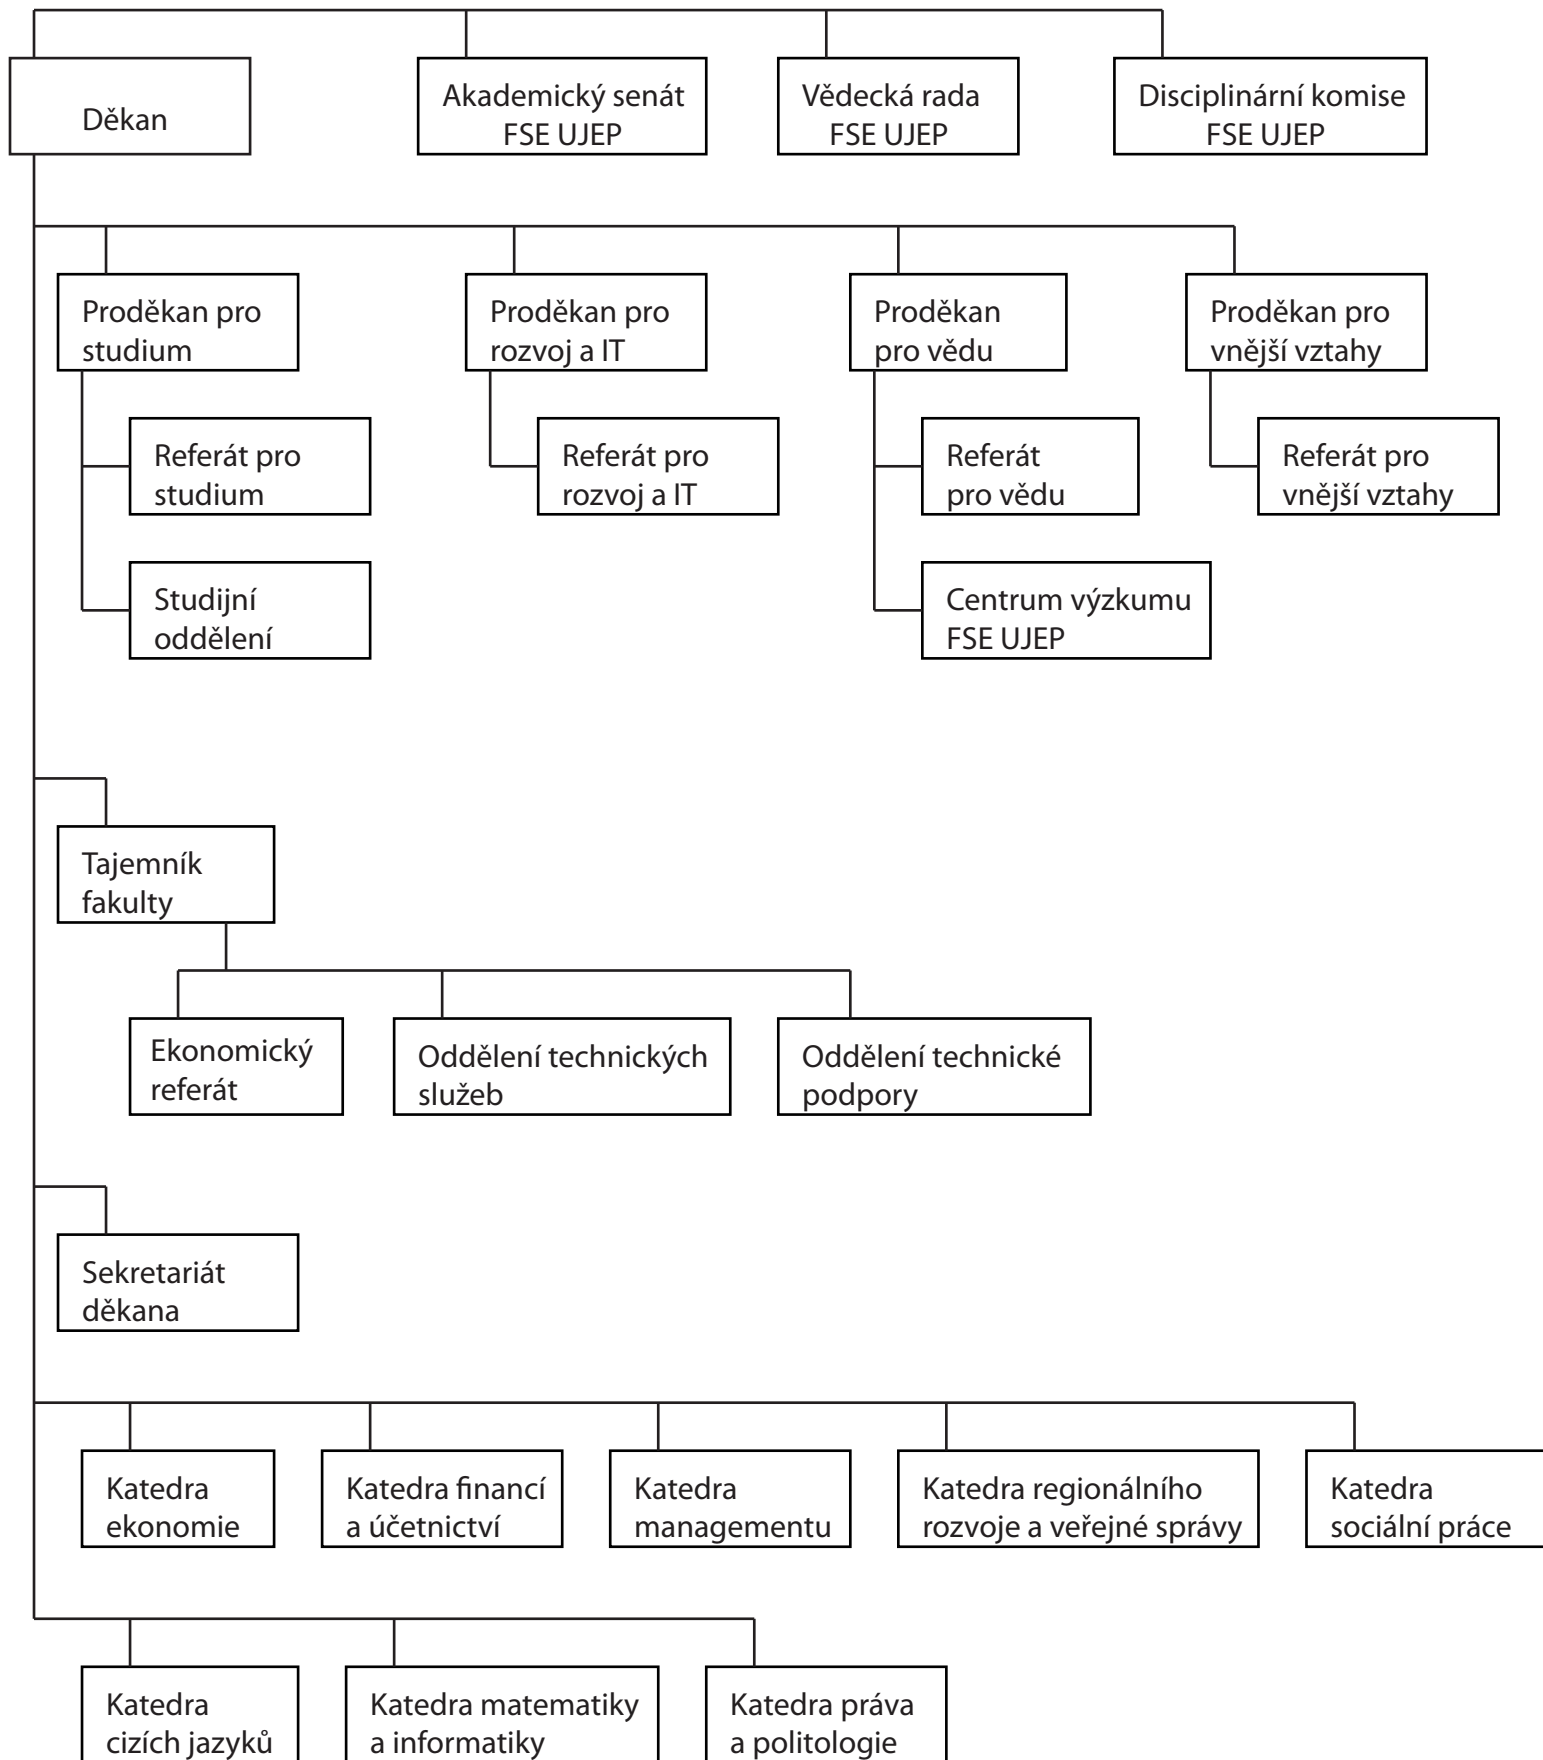 Děkan
Akademický senát
FSE UJEP
Vědecká rada
FSE UJEP
Disciplinární komise
FSE UJEP
Proděkan pro
studium
Proděkan pro
rozvoj a IT
Proděkan
pro vědu
Proděkan pro
vnější vztahy
Referát pro
studium
Referát pro
rozvoj a IT
Referát
pro vědu
Referát pro
vnější vztahy
Studijní
oddělení
Centrum výzkumu
FSE UJEP
Tajemník
fakulty
Ekonomický
referát
Oddělení technických
služeb
Oddělení technické
podpory
Sekretariát
děkana
Katedra
ekonomie
Katedra financí
a účetnictví
Katedra
managementu
Katedra regionálního
rozvoje a veřejné správy
Katedra
sociální práce
Katedra
cizích jazyků
Katedra matematiky
a informatiky
Katedra práva
a politologie